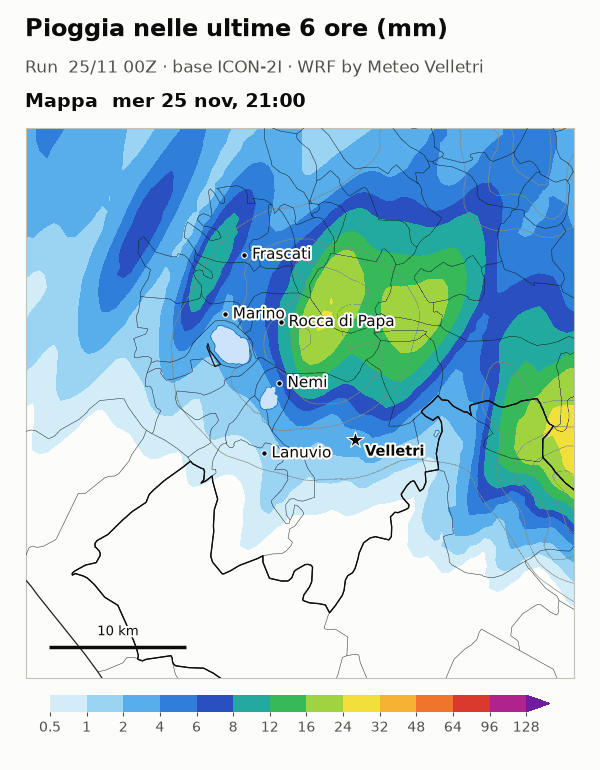 Pioggia nelle ultime 6 ore (mm)
Run  25/11 00Z · base ICON-2I · WRF by Meteo Velletri
Mappa  mer 25 nov, 21:00
Frascati
Marino
Rocca di Papa
Nemi
Velletri
Lanuvio
10 km
0.5 1 2 4 6 8 12 16 24 32 48 64 96 128